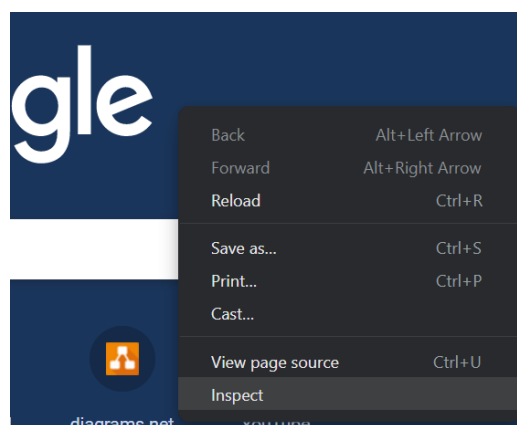 gle
Back Alt+Left Arrow
Forward Alt+Right Arrow
Reload Ctrl+R
Save as... Ctrl+S
Print... Ctrl+P
Cast...
View page source Ctrl+U
Inspect
diagrams.net YouTube